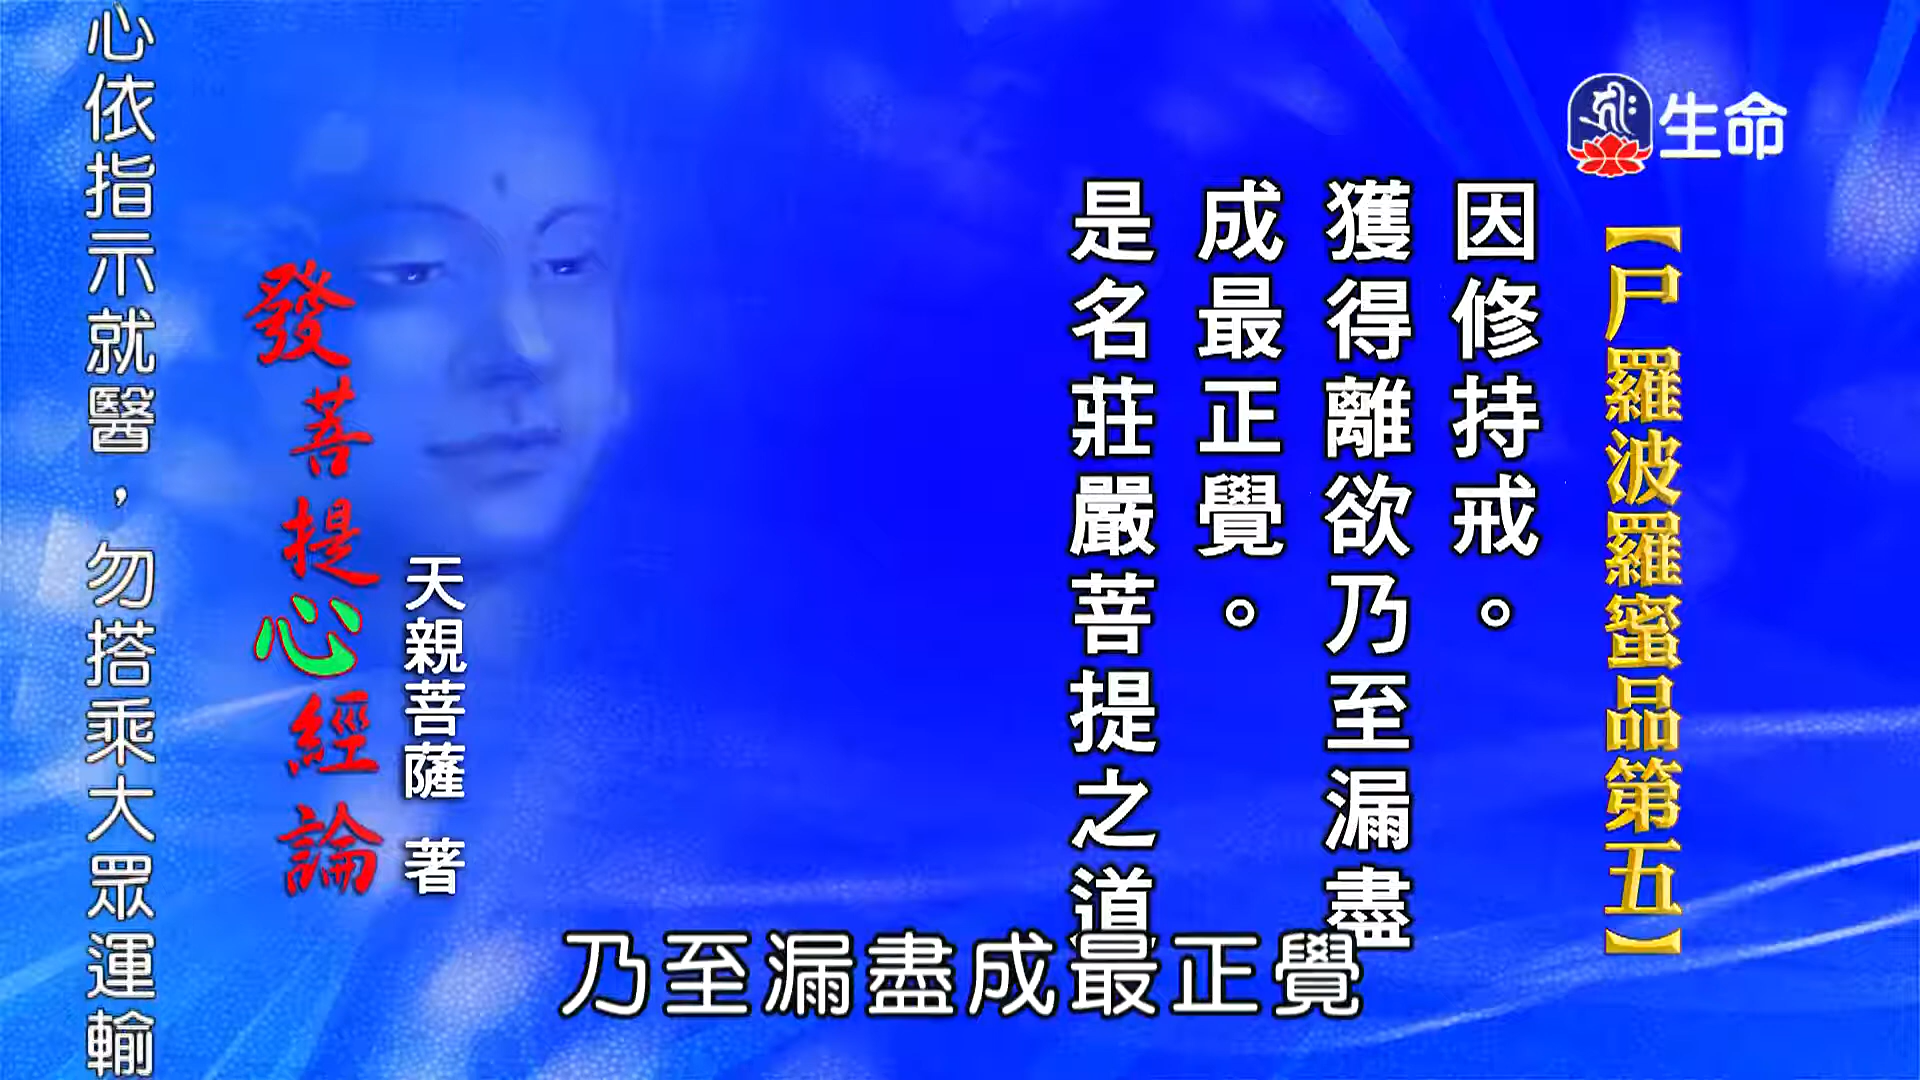 生命
【尸羅波羅蜜品第五】
因修持戒。
獲得離欲乃至漏盡
成最正覺。
是名莊嚴菩提之道
天親菩薩 著
發菩提心經論
心依指示就醫，勿搭乘大眾運輸
乃至漏盡成最正覺